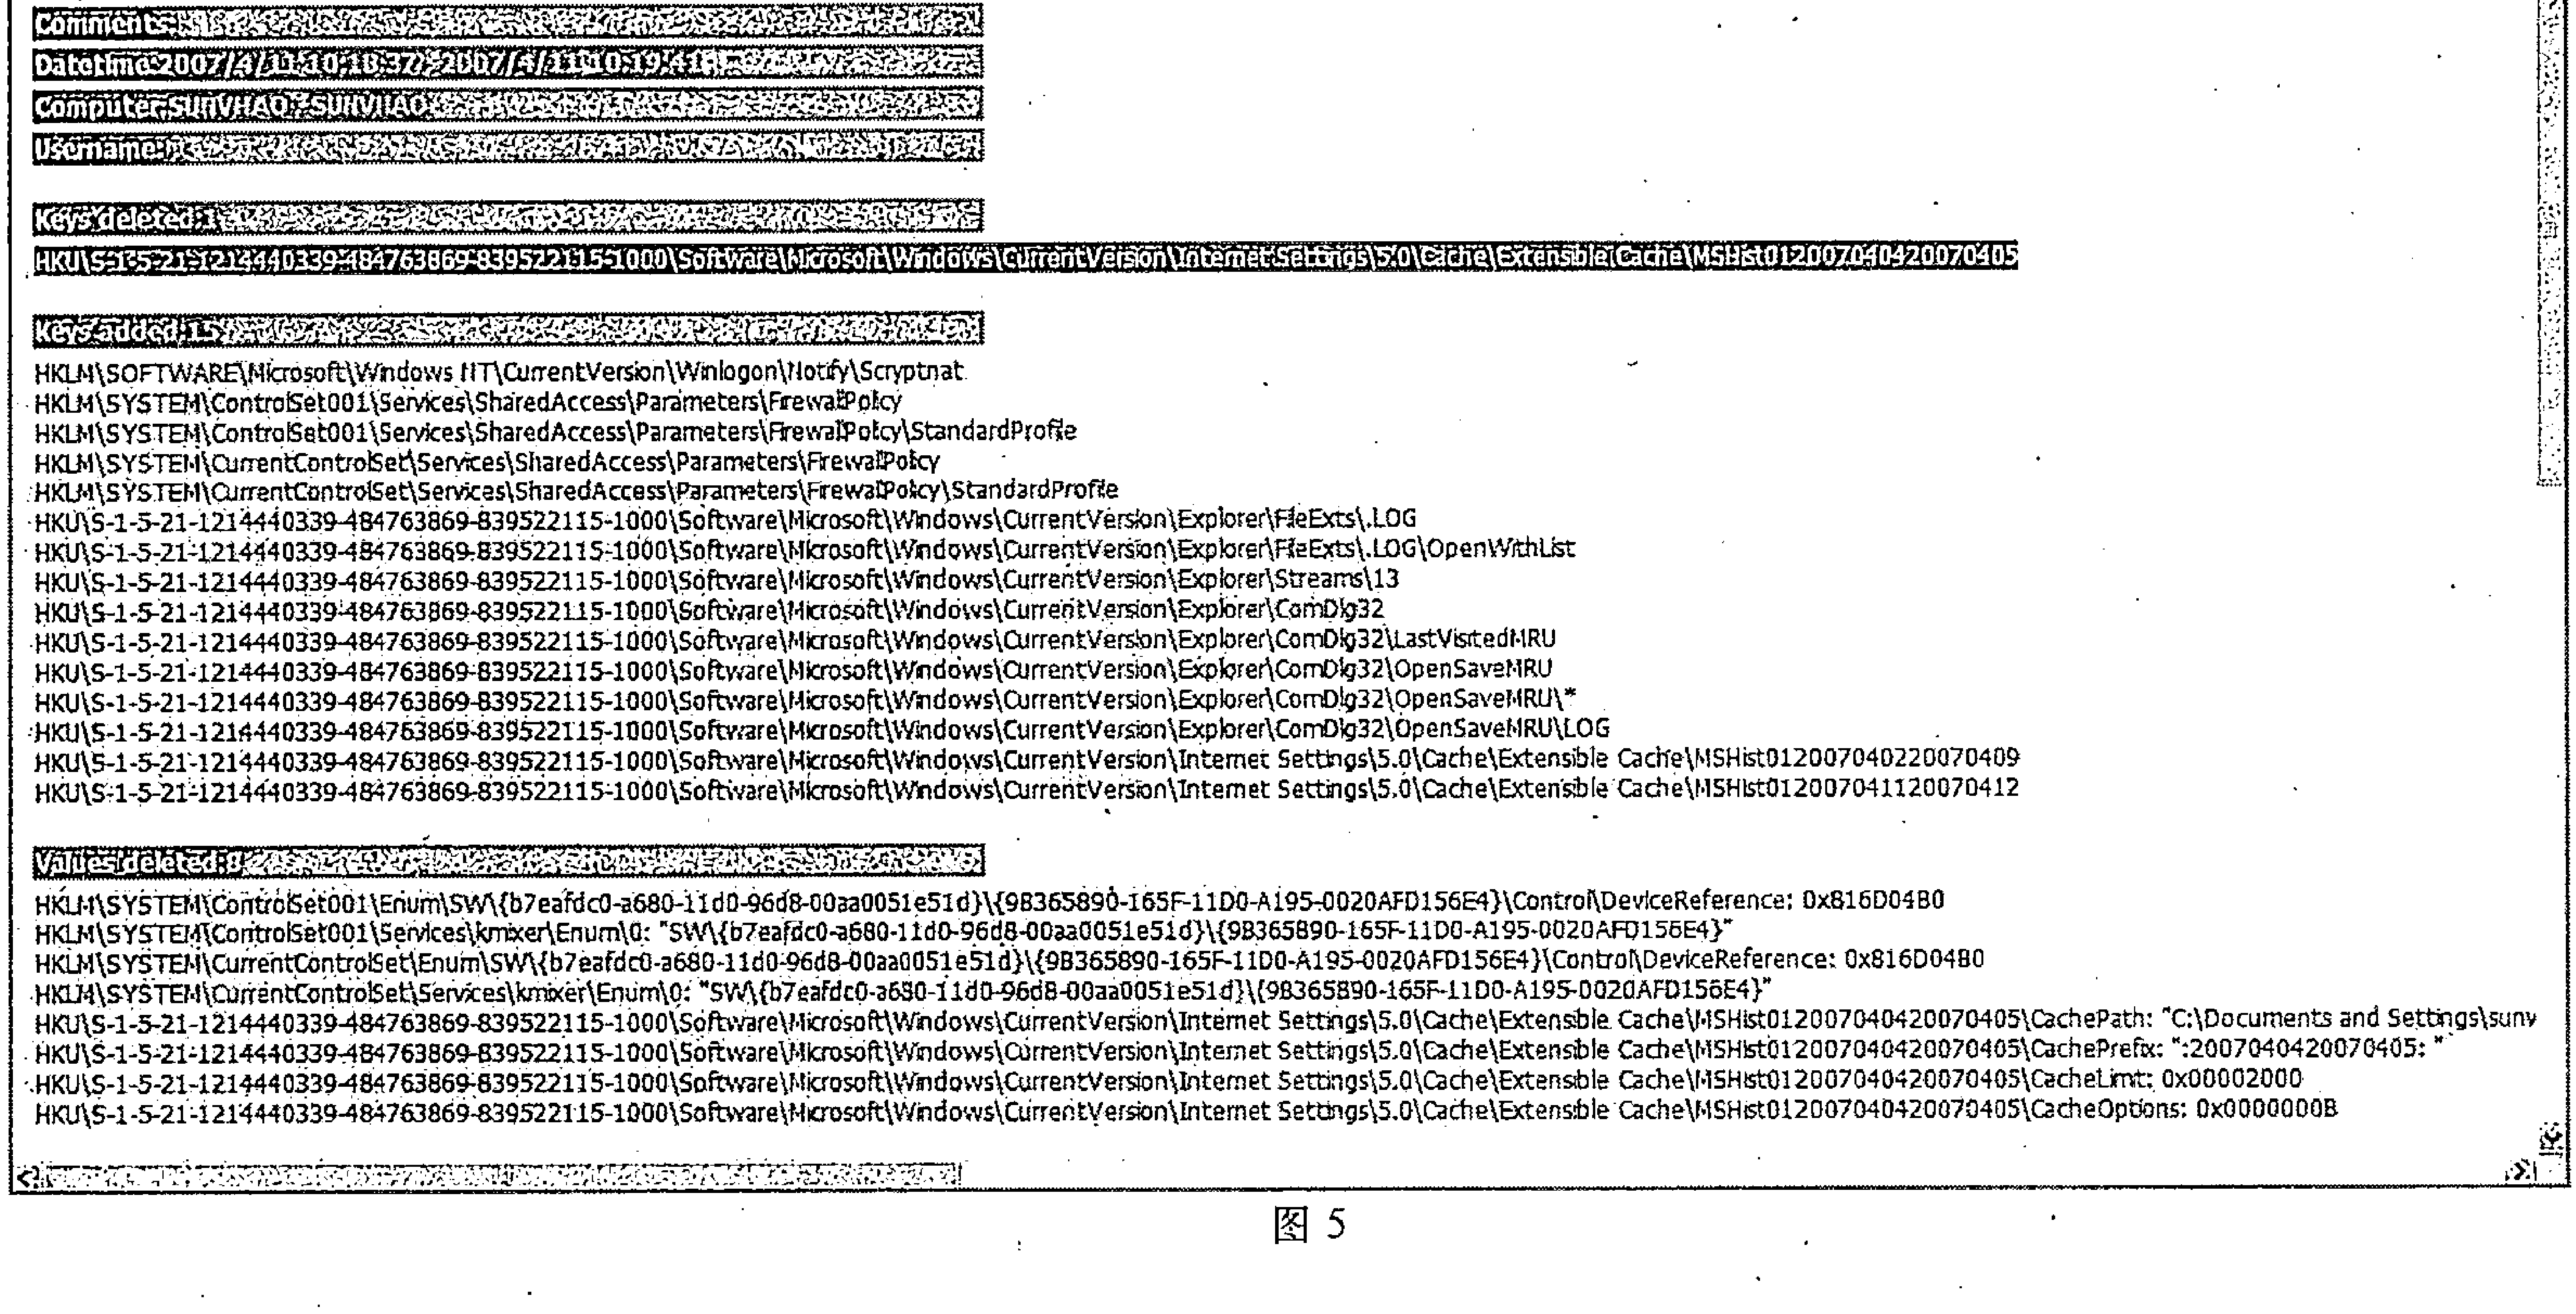 Comments:
Datetime:2007/4/11 10:18:37, 2007/4/11 10:19:41
Computer:SUNVHAO, SUNVHAO
Username:
Keys deleted:1
HKU\S-1-5-21-1214440339-484763869-839522115-1000\Software\Microsoft\Windows\CurrentVersion\Internet Settings\5.0\Cache\Extensible Cache\MSHist012007040420070405
Keys added:15
HKLM\SOFTWARE\Microsoft\Windows NT\CurrentVersion\Winlogon\Notify\Scryptnat
HKLM\SYSTEM\ControlSet001\Services\SharedAccess\Parameters\FirewallPolicy
HKLM\SYSTEM\ControlSet001\Services\SharedAccess\Parameters\FirewallPolicy\StandardProfile
HKLM\SYSTEM\CurrentControlSet\Services\SharedAccess\Parameters\FirewallPolicy
HKLM\SYSTEM\CurrentControlSet\Services\SharedAccess\Parameters\FirewallPolicy\StandardProfile
HKU\S-1-5-21-1214440339-484763869-839522115-1000\Software\Microsoft\Windows\CurrentVersion\Explorer\FileExts\.LOG
HKU\S-1-5-21-1214440339-484763869-839522115-1000\Software\Microsoft\Windows\CurrentVersion\Explorer\FileExts\.LOG\OpenWithList
HKU\S-1-5-21-1214440339-484763869-839522115-1000\Software\Microsoft\Windows\CurrentVersion\Explorer\Streams\13
HKU\S-1-5-21-1214440339-484763869-839522115-1000\Software\Microsoft\Windows\CurrentVersion\Explorer\ComDlg32
HKU\S-1-5-21-1214440339-484763869-839522115-1000\Software\Microsoft\Windows\CurrentVersion\Explorer\ComDlg32\LastVisitedMRU
HKU\S-1-5-21-1214440339-484763869-839522115-1000\Software\Microsoft\Windows\CurrentVersion\Explorer\ComDlg32\OpenSaveMRU
HKU\S-1-5-21-1214440339-484763869-839522115-1000\Software\Microsoft\Windows\CurrentVersion\Explorer\ComDlg32\OpenSaveMRU\*
HKU\S-1-5-21-1214440339-484763869-839522115-1000\Software\Microsoft\Windows\CurrentVersion\Explorer\ComDlg32\OpenSaveMRU\LOG
HKU\S-1-5-21-1214440339-484763869-839522115-1000\Software\Microsoft\Windows\CurrentVersion\Internet Settings\5.0\Cache\Extensible Cache\MSHist012007040220070409
HKU\S-1-5-21-1214440339-484763869-839522115-1000\Software\Microsoft\Windows\CurrentVersion\Internet Settings\5.0\Cache\Extensible Cache\MSHist012007041120070412
Values deleted:8
HKLM\SYSTEM\ControlSet001\Enum\SW\{b7eafdc0-a680-11d0-96d8-00aa0051e51d}\{9B365890-165F-11D0-A195-0020AFD156E4}\Control\DeviceReference: 0x816D04B0
HKLM\SYSTEM\ControlSet001\Services\kmixer\Enum\0: "SW\{b7eafdc0-a680-11d0-96d8-00aa0051e51d}\{9B365890-165F-11D0-A195-0020AFD156E4}"
HKLM\SYSTEM\CurrentControlSet\Enum\SW\{b7eafdc0-a680-11d0-96d8-00aa0051e51d}\{9B365890-165F-11D0-A195-0020AFD156E4}\Control\DeviceReference: 0x816D04B0
HKLM\SYSTEM\CurrentControlSet\Services\kmixer\Enum\0: "SW\{b7eafdc0-a680-11d0-96d8-00aa0051e51d}\{9B365890-165F-11D0-A195-0020AFD156E4}"
HKU\S-1-5-21-1214440339-484763869-839522115-1000\Software\Microsoft\Windows\CurrentVersion\Internet Settings\5.0\Cache\Extensible Cache\MSHist012007040420070405\CachePath: "C:\Documents and Settings\sunv
HKU\S-1-5-21-1214440339-484763869-839522115-1000\Software\Microsoft\Windows\CurrentVersion\Internet Settings\5.0\Cache\Extensible Cache\MSHist012007040420070405\CachePrefix: ":2007040420070405: "
HKU\S-1-5-21-1214440339-484763869-839522115-1000\Software\Microsoft\Windows\CurrentVersion\Internet Settings\5.0\Cache\Extensible Cache\MSHist012007040420070405\CacheLimit: 0x00002000
HKU\S-1-5-21-1214440339-484763869-839522115-1000\Software\Microsoft\Windows\CurrentVersion\Internet Settings\5.0\Cache\Extensible Cache\MSHist012007040420070405\CacheOptions: 0x0000000B
图 5